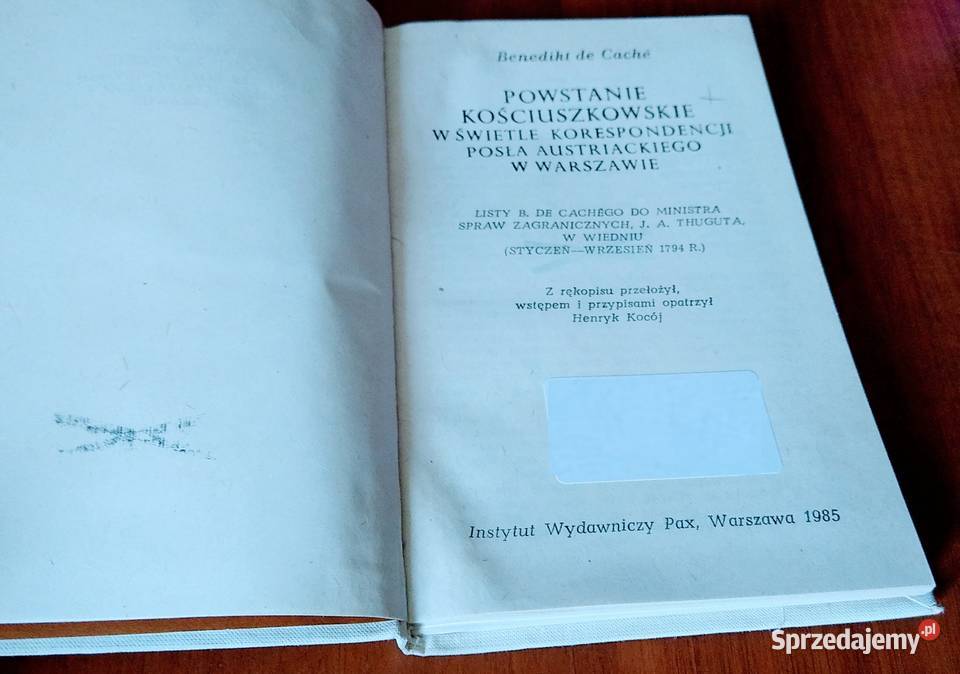 Benedikt de Caché
POWSTANIE
KOŚCIUSZKOWSKIE
W ŚWIETLE KORESPONDENCJI
POSŁA AUSTRIACKIEGO
W WARSZAWIE
LISTY B. DE CACHÉGO DO MINISTRA
SPRAW ZAGRANICZNYCH, J. A. THUGUTA,
W WIEDNIU
(STYCZEŃ—WRZESIEŃ 1794 R.)
Z rękopisu przełożył,
wstępem i przypisami opatrzył
Henryk Kocój
Instytut Wydawniczy Pax, Warszawa 1985
Sprzedajemy.pl